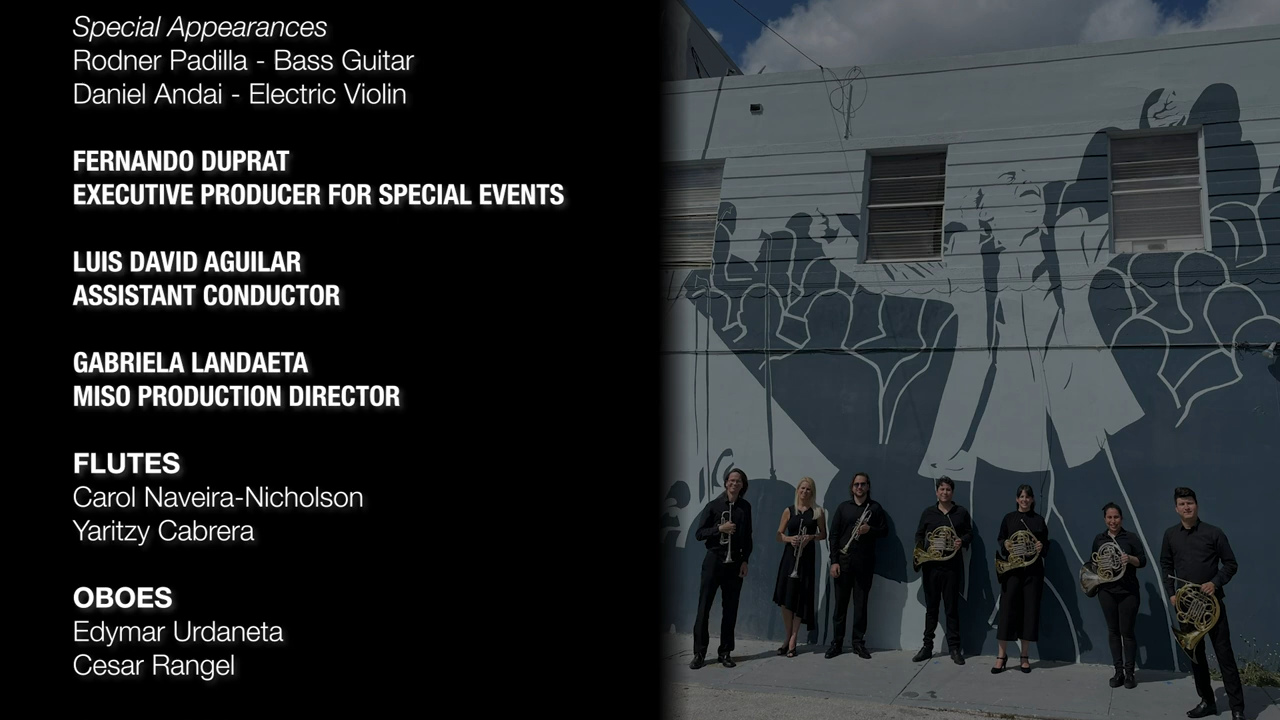 Special Appearances
Rodner Padilla - Bass Guitar
Daniel Andai - Electric Violin
FERNANDO DUPRAT
EXECUTIVE PRODUCER FOR SPECIAL EVENTS
LUIS DAVID AGUILAR
ASSISTANT CONDUCTOR
GABRIELA LANDAETA
MISO PRODUCTION DIRECTOR
FLUTES
Carol Naveira-Nicholson
Yaritzy Cabrera
OBOES
Edymar Urdaneta
Cesar Rangel